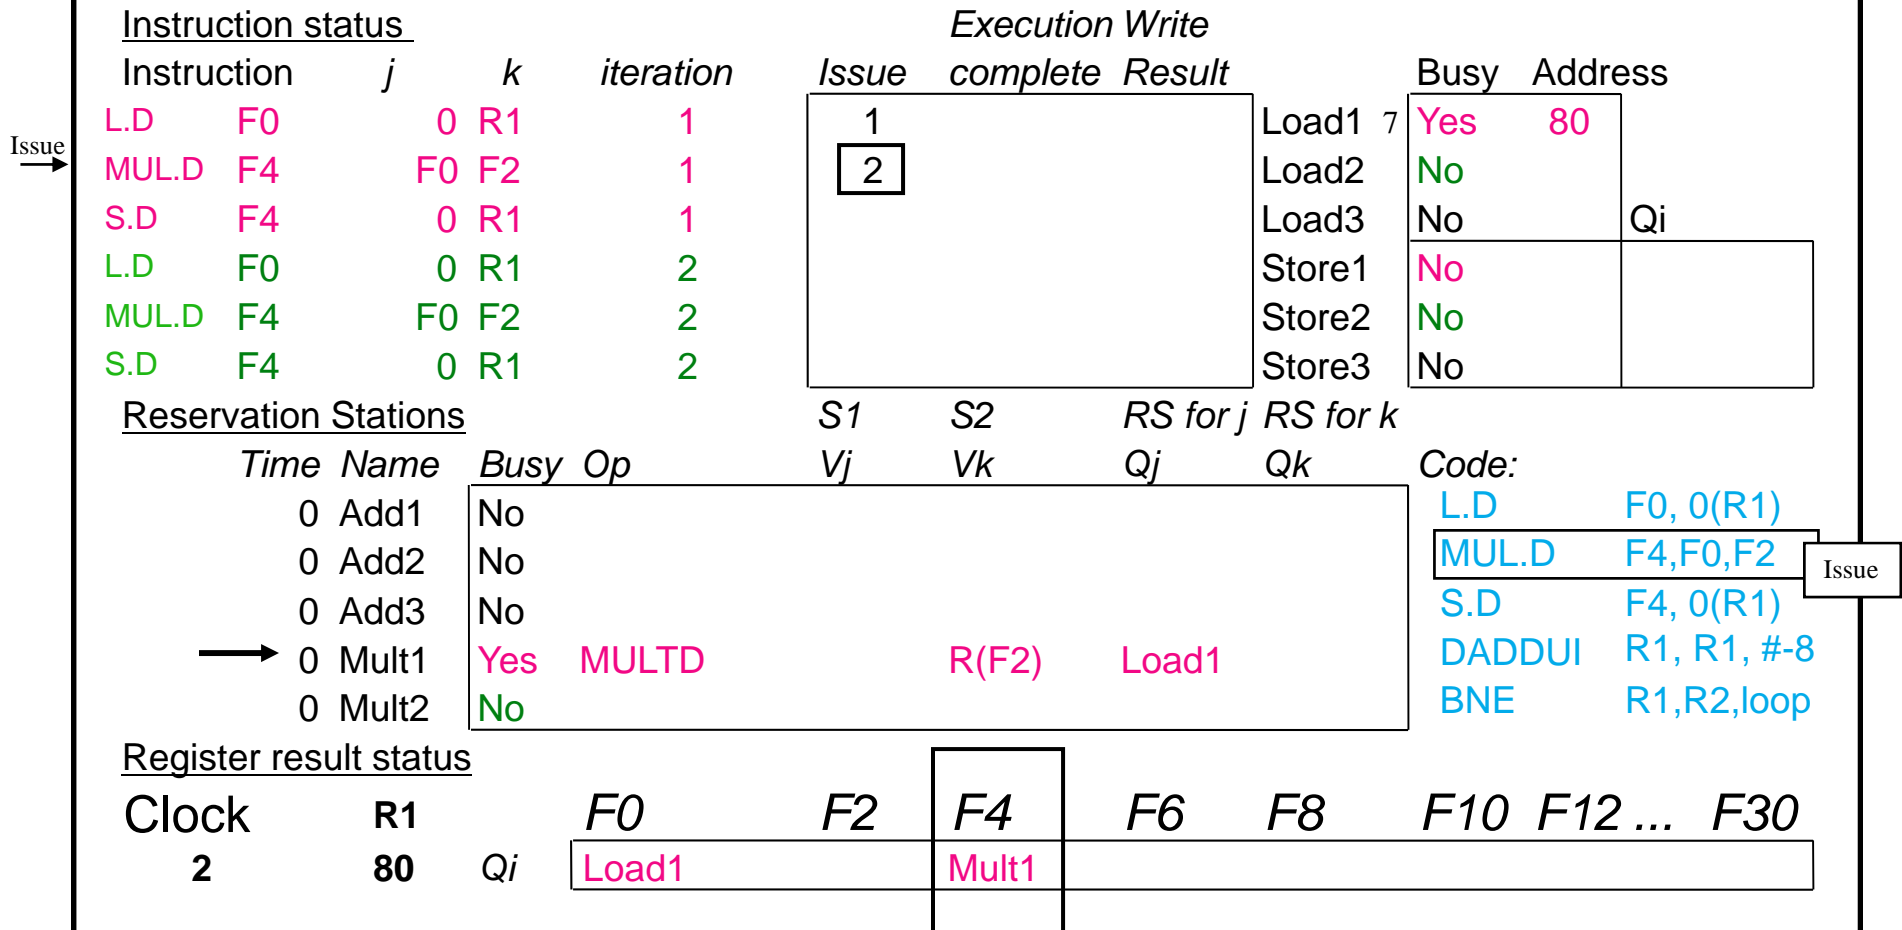 Instruction status Execution Write
Instruction j k iteration Issue complete Result Busy Address
L.D F0 0 R1 1 1 Load1 7 Yes 80
Issue
MUL.D F4 F0 F2 1 2 Load2 No
S.D F4 0 R1 1 Load3 No Qi
L.D F0 0 R1 2 Store1 No
MUL.D F4 F0 F2 2 Store2 No
S.D F4 0 R1 2 Store3 No
Reservation Stations S1 S2 RS for j RS for k
Time Name Busy Op Vj Vk Qj Qk Code:
0 Add1 No L.D F0, 0(R1)
0 Add2 No MUL.D F4,F0,F2 Issue
0 Add3 No S.D F4, 0(R1)
0 Mult1 Yes MULTD R(F2) Load1 DADDUI R1, R1, #-8
0 Mult2 No BNE R1,R2,loop
Register result status
Clock R1 F0 F2 F4 F6 F8 F10 F12 ... F30
2 80 Qi Load1 Mult1